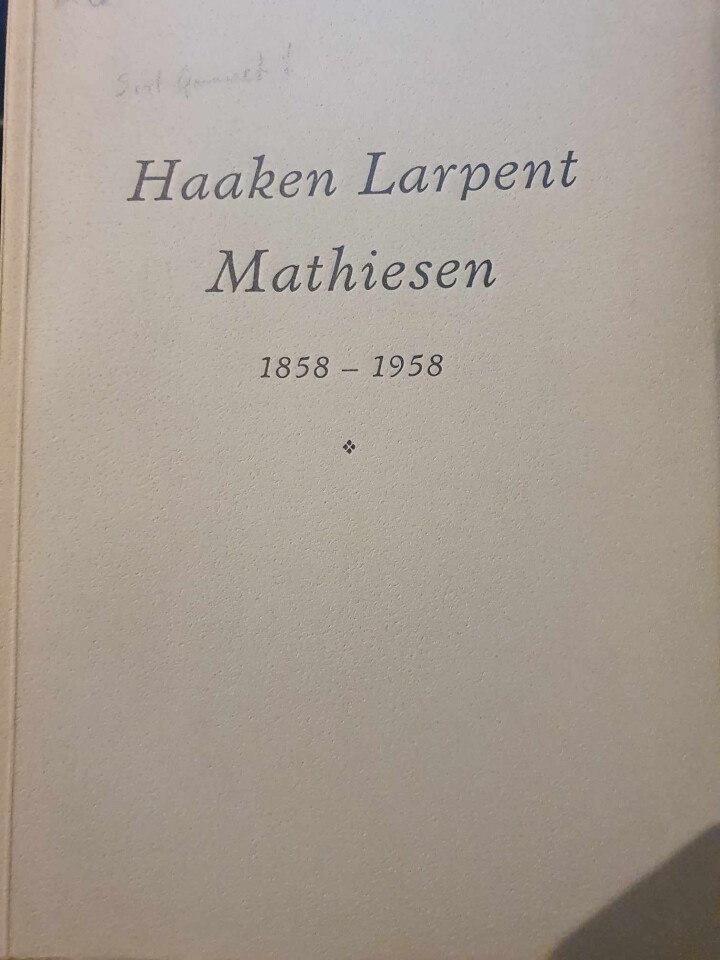 Haaken Larpent
Mathiesen
1858 – 1958